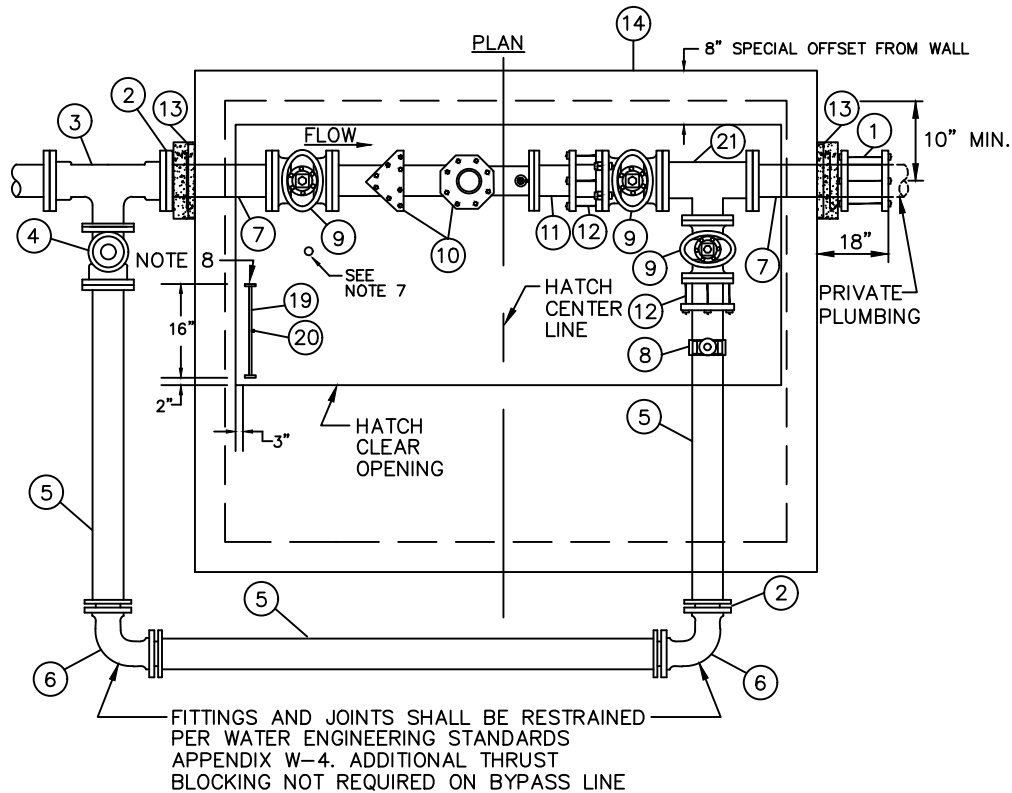 PLAN
14
8" SPECIAL OFFSET FROM WALL
3
2
13
FLOW
21
13
1
10" MIN.
4
7
9
10
11
12
9
7
18"
NOTE 8
SEE
NOTE 7
9
HATCH
CENTER
LINE
PRIVATE
PLUMBING
16"
19
20
12
8
2"
3"
HATCH
CLEAR
OPENING
5
5
5
2
6
6
FITTINGS AND JOINTS SHALL BE RESTRAINED
PER WATER ENGINEERING STANDARDS
APPENDIX W-4. ADDITIONAL THRUST
BLOCKING NOT REQUIRED ON BYPASS LINE